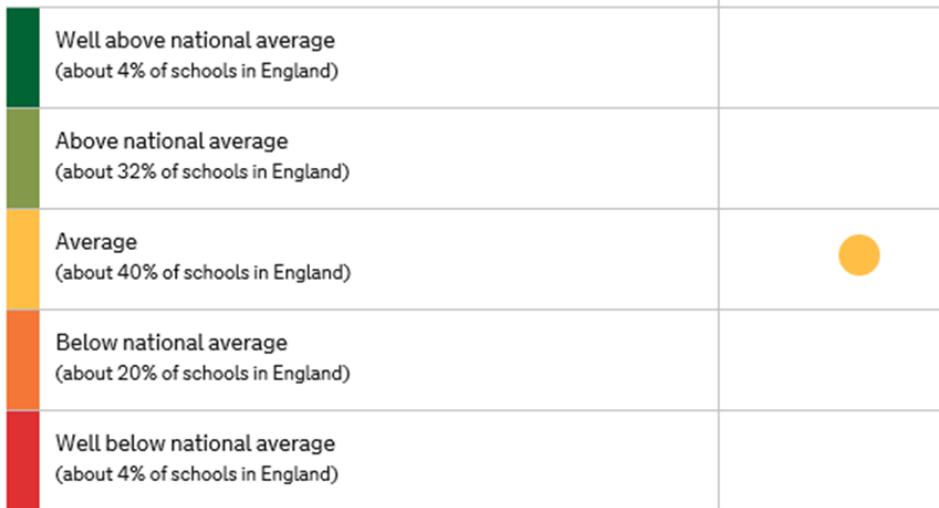 Well above national average
(about 4% of schools in England)
Above national average
(about 32% of schools in England)
Average
(about 40% of schools in England)
Below national average
(about 20% of schools in England)
Well below national average
(about 4% of schools in England)